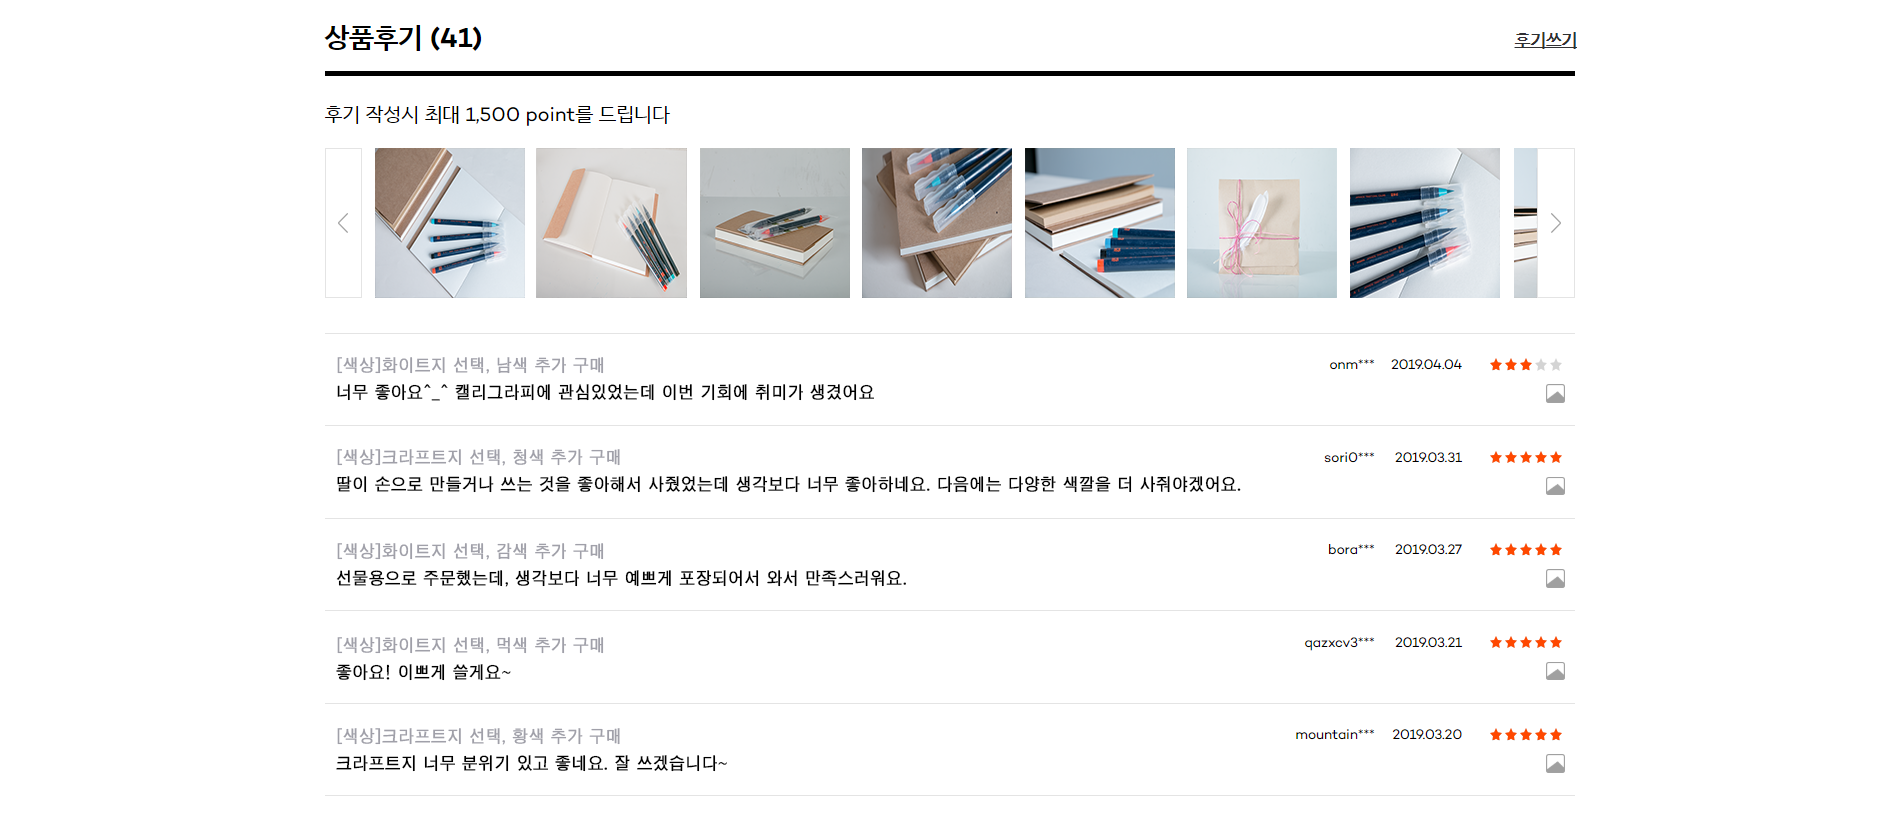 상품후기 (41)
후기쓰기
후기 작성시 최대 1,500 point를 드립니다
[색상]화이트지 선택, 남색 추가 구매
onm*** 2019.04.04
너무 좋아요^_^ 캘리그라피에 관심있었는데 이번 기회에 취미가 생겼어요
[색상]크라프트지 선택, 청색 추가 구매
sori0*** 2019.03.31
딸이 손으로 만들거나 쓰는 것을 좋아해서 사줬었는데 생각보다 너무 좋아하네요. 다음에는 다양한 색깔을 더 사줘야겠어요.
[색상]화이트지 선택, 감색 추가 구매
bora*** 2019.03.27
선물용으로 주문했는데, 생각보다 너무 예쁘게 포장되어서 와서 만족스러워요.
[색상]화이트지 선택, 먹색 추가 구매
qazxcv3*** 2019.03.21
좋아요! 이쁘게 쓸게요~
[색상]크라프트지 선택, 황색 추가 구매
mountain*** 2019.03.20
크라프트지 너무 분위기 있고 좋네요. 잘 쓰겠습니다~